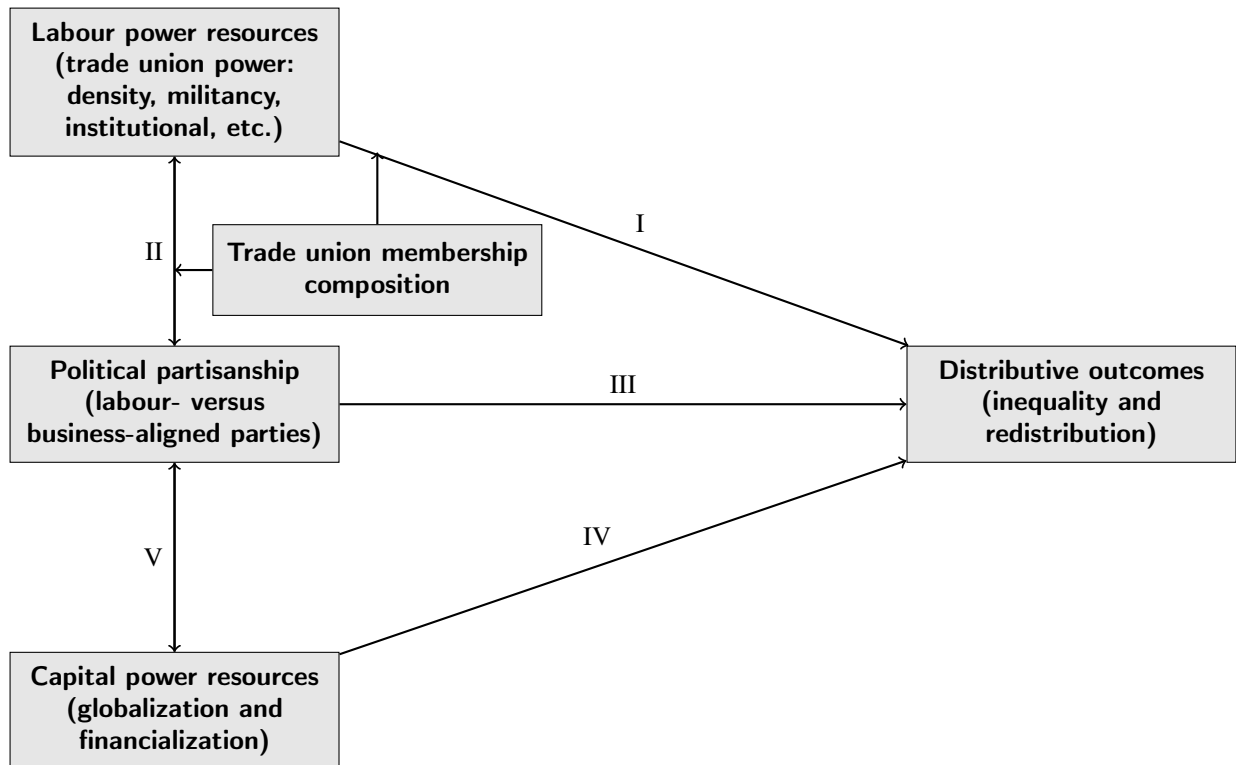 Labour power resources
(trade union power:
density, militancy,
institutional, etc.)
I
II
Trade union membership
composition
Political partisanship
(labour- versus
business-aligned parties)
III
Distributive outcomes
(inequality and
redistribution)
IV
V
Capital power resources
(globalization and
financialization)